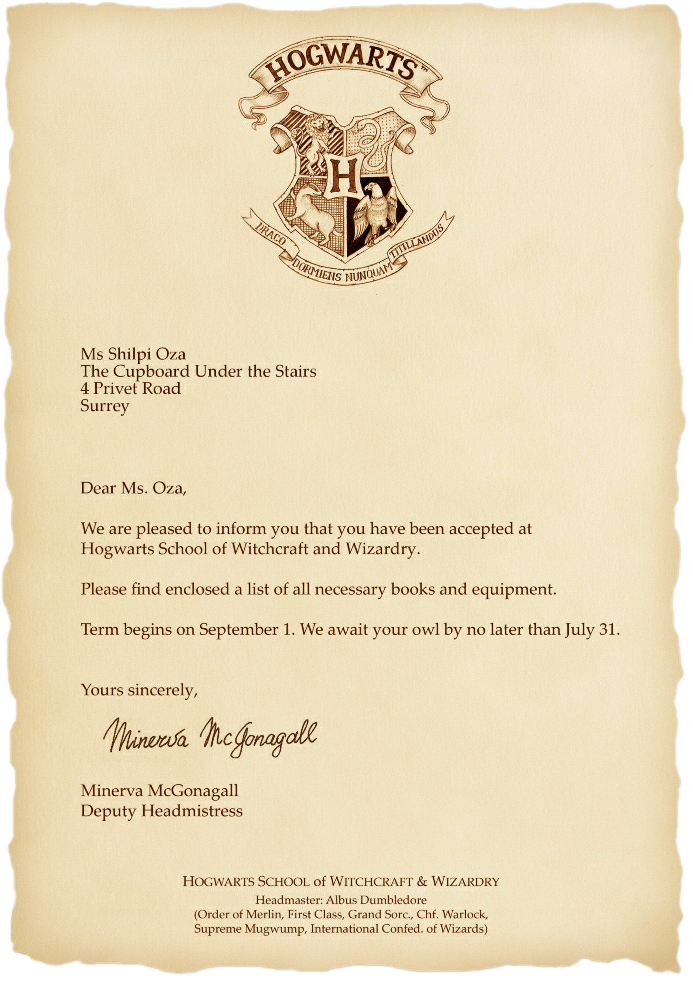 HOGWARTS™
H
DRACO DORMIENS NUNQUAM TITILLANDUS
Ms Shilpi Oza
The Cupboard Under the Stairs
4 Privet Road
Surrey
Dear Ms. Oza,
We are pleased to inform you that you have been accepted at
Hogwarts School of Witchcraft and Wizardry.
Please find enclosed a list of all necessary books and equipment.
Term begins on September 1. We await your owl by no later than July 31.
Yours sincerely,
Minerva McGonagall
Minerva McGonagall
Deputy Headmistress
HOGWARTS SCHOOL of WITCHCRAFT & WIZARDRY
Headmaster: Albus Dumbledore
(Order of Merlin, First Class, Grand Sorc., Chf. Warlock,
Supreme Mugwump, International Confed. of Wizards)